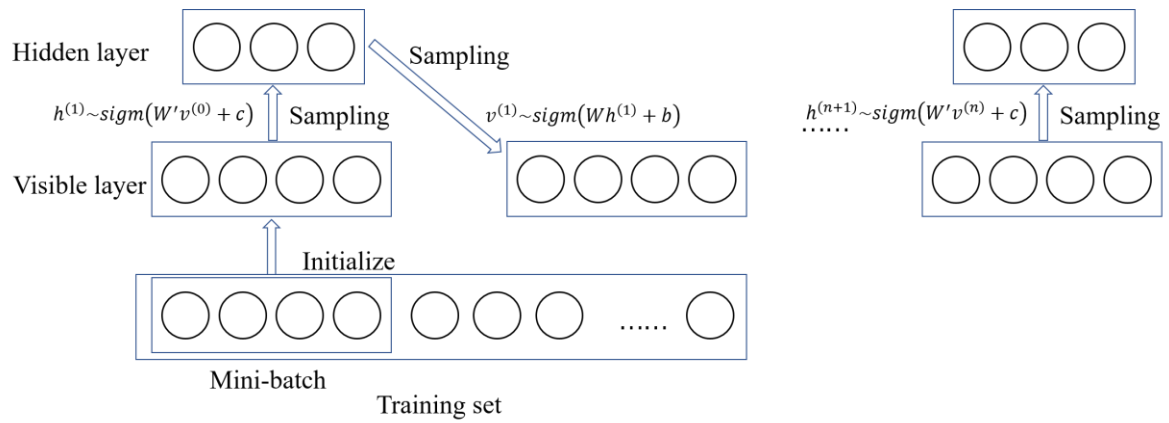 Hidden layer
Sampling
h^{(1)}~sigm(W'v^{(0)} + c)
Sampling
v^{(1)}~sigm(Wh^{(1)} + b)
h^{(n+1)}~sigm(W'v^{(n)} + c)
Sampling
……
Visible layer
Initialize
……
Mini-batch
Training set